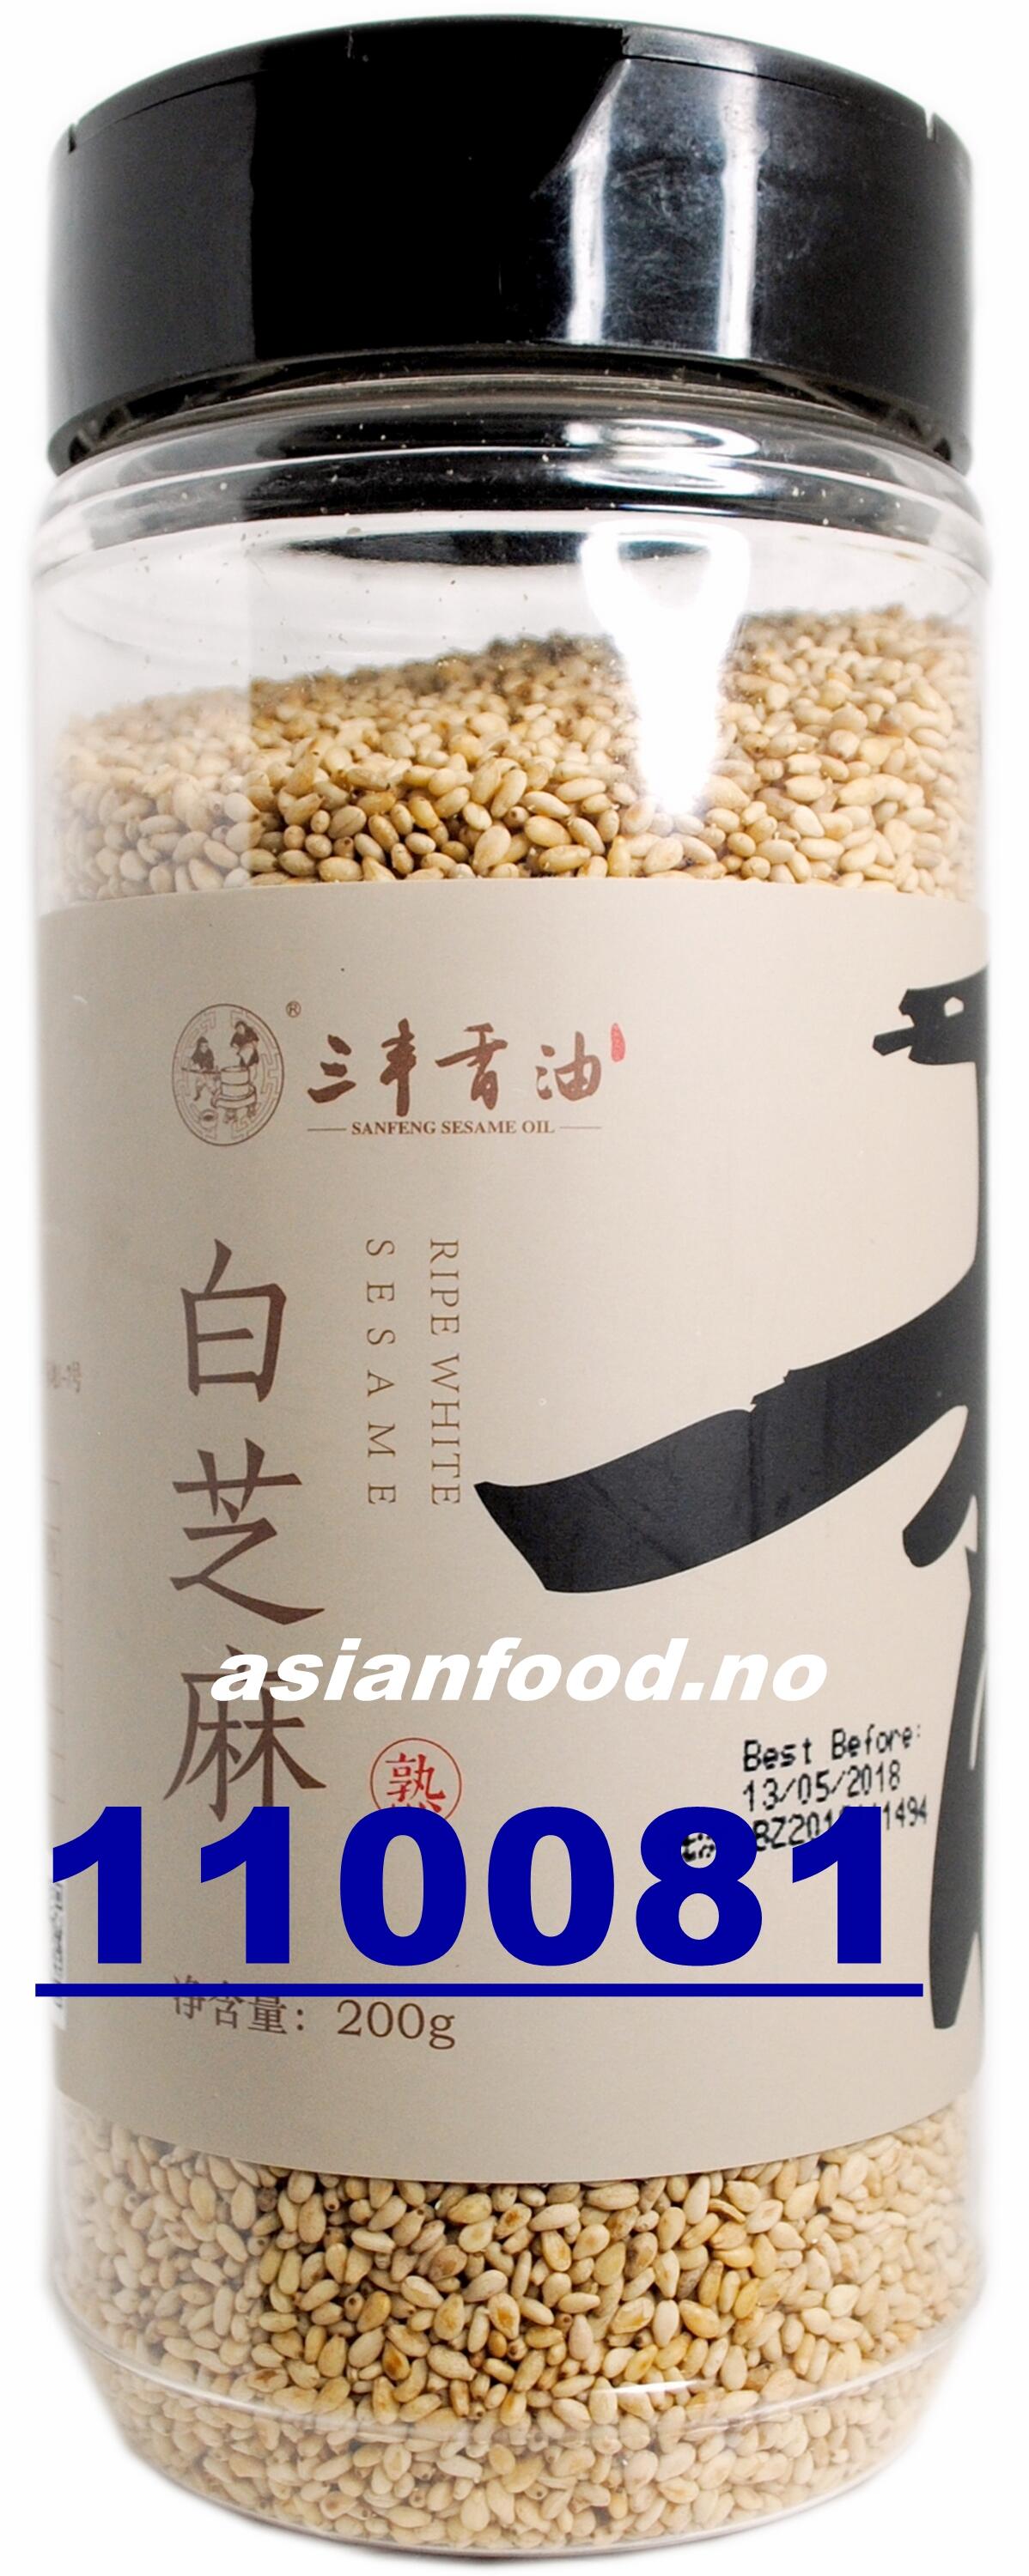 ®
三丰香油
SANFENG SESAME OIL
白芝麻
RIPE WHITE
SESAME
asianfood.no
熟
Best Before:
13/05/2018
110081
净含量：200g